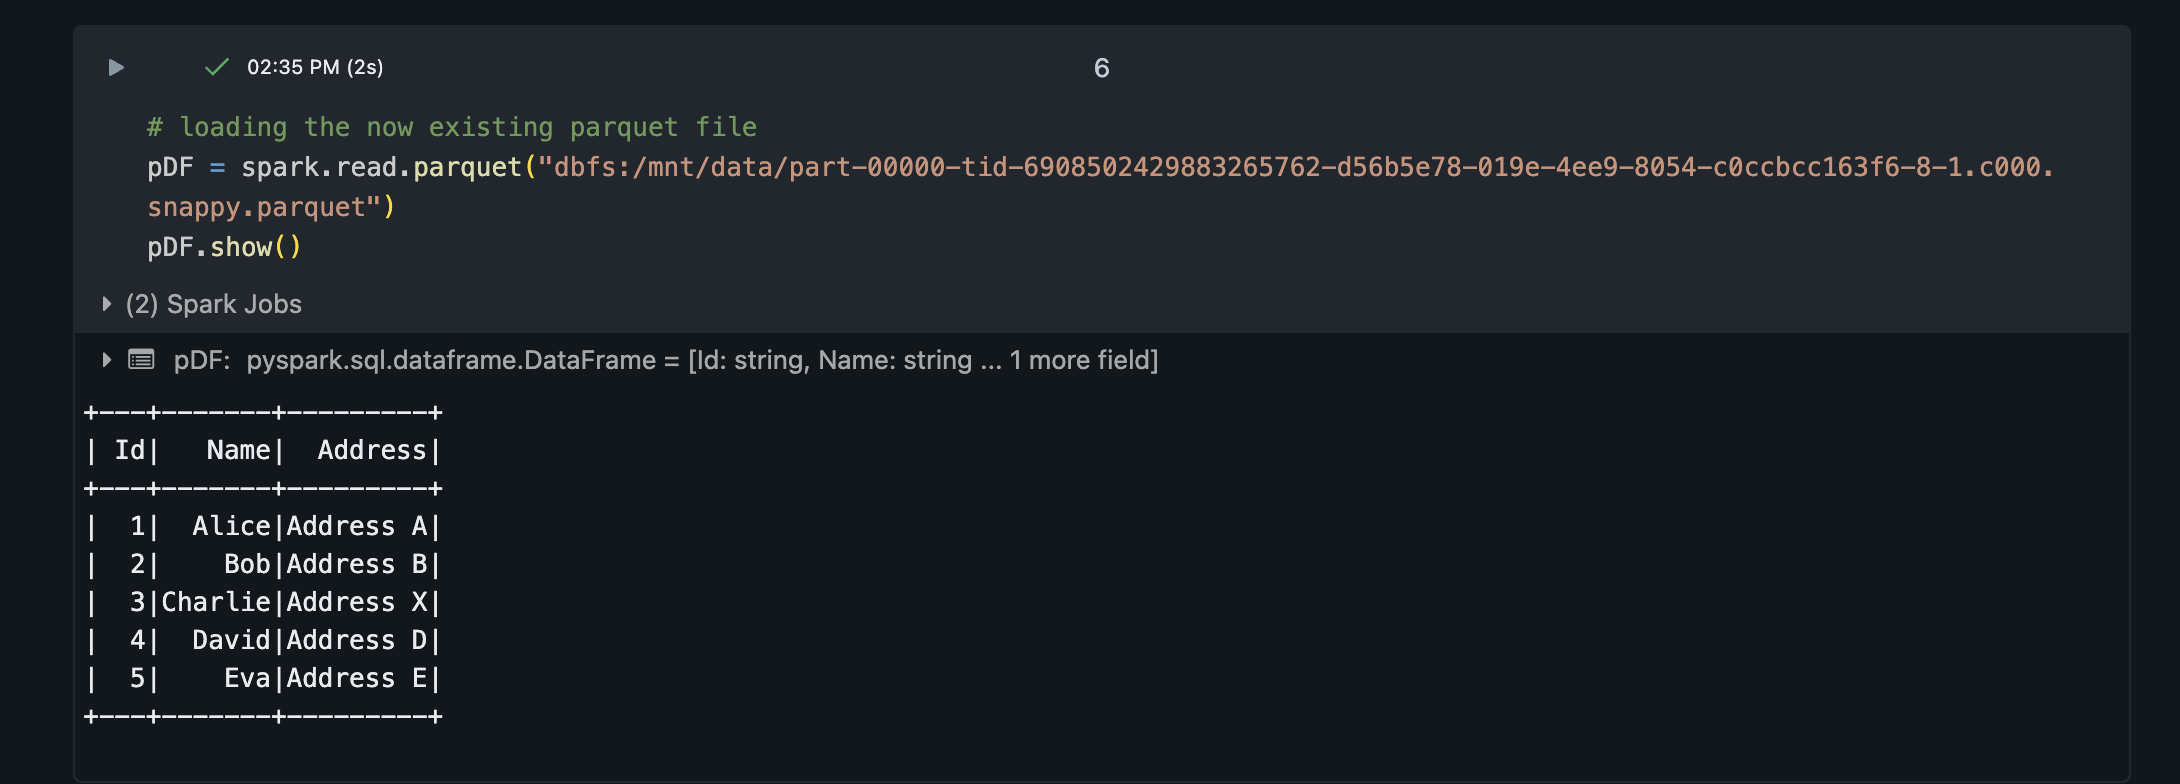 02:35 PM (2s)
6
# loading the now existing parquet file
pDF = spark.read.parquet("dbfs:/mnt/data/part-00000-tid-6908502429883265762-d56b5e78-019e-4ee9-8054-c0ccbcc163f6-8-1.c000.
snappy.parquet")
pDF.show()
(2) Spark Jobs
pDF: pyspark.sql.dataframe.DataFrame = [Id: string, Name: string ... 1 more field]
+---+-------+---------+
| Id|   Name|  Address|
+---+-------+---------+
|  1|  Alice|Address A|
|  2|    Bob|Address B|
|  3|Charlie|Address X|
|  4|  David|Address D|
|  5|    Eva|Address E|
+---+-------+---------+